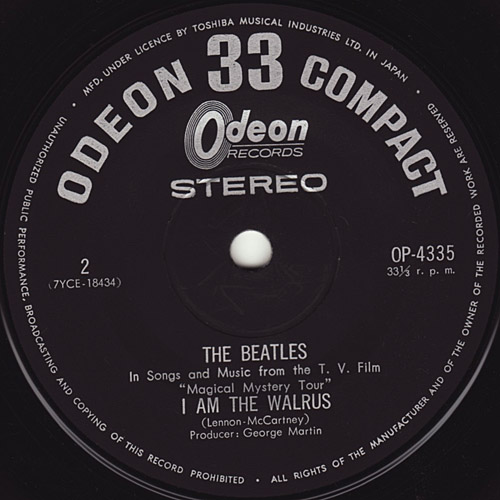 MFD. UNDER LICENCE BY TOSHIBA MUSICAL INDUSTRIES LTD. IN JAPAN
ODEON 33 COMPACT
Odeon
RECORDS
STEREO
2
(7YCE-18434)
OP-4335
33⅓ r. p. m.
THE BEATLES
In Songs and Music from the T. V. Film
"Magical Mystery Tour"
I AM THE WALRUS
(Lennon-McCartney)
Producer: George Martin
UNAUTHORIZED PUBLIC PERFORMANCE, BROADCASTING AND COPYING OF THIS RECORD PROHIBITED • ALL RIGHTS OF THE MANUFACTURER AND OF THE OWNER OF THE RECORDED WORK ARE RESERVED